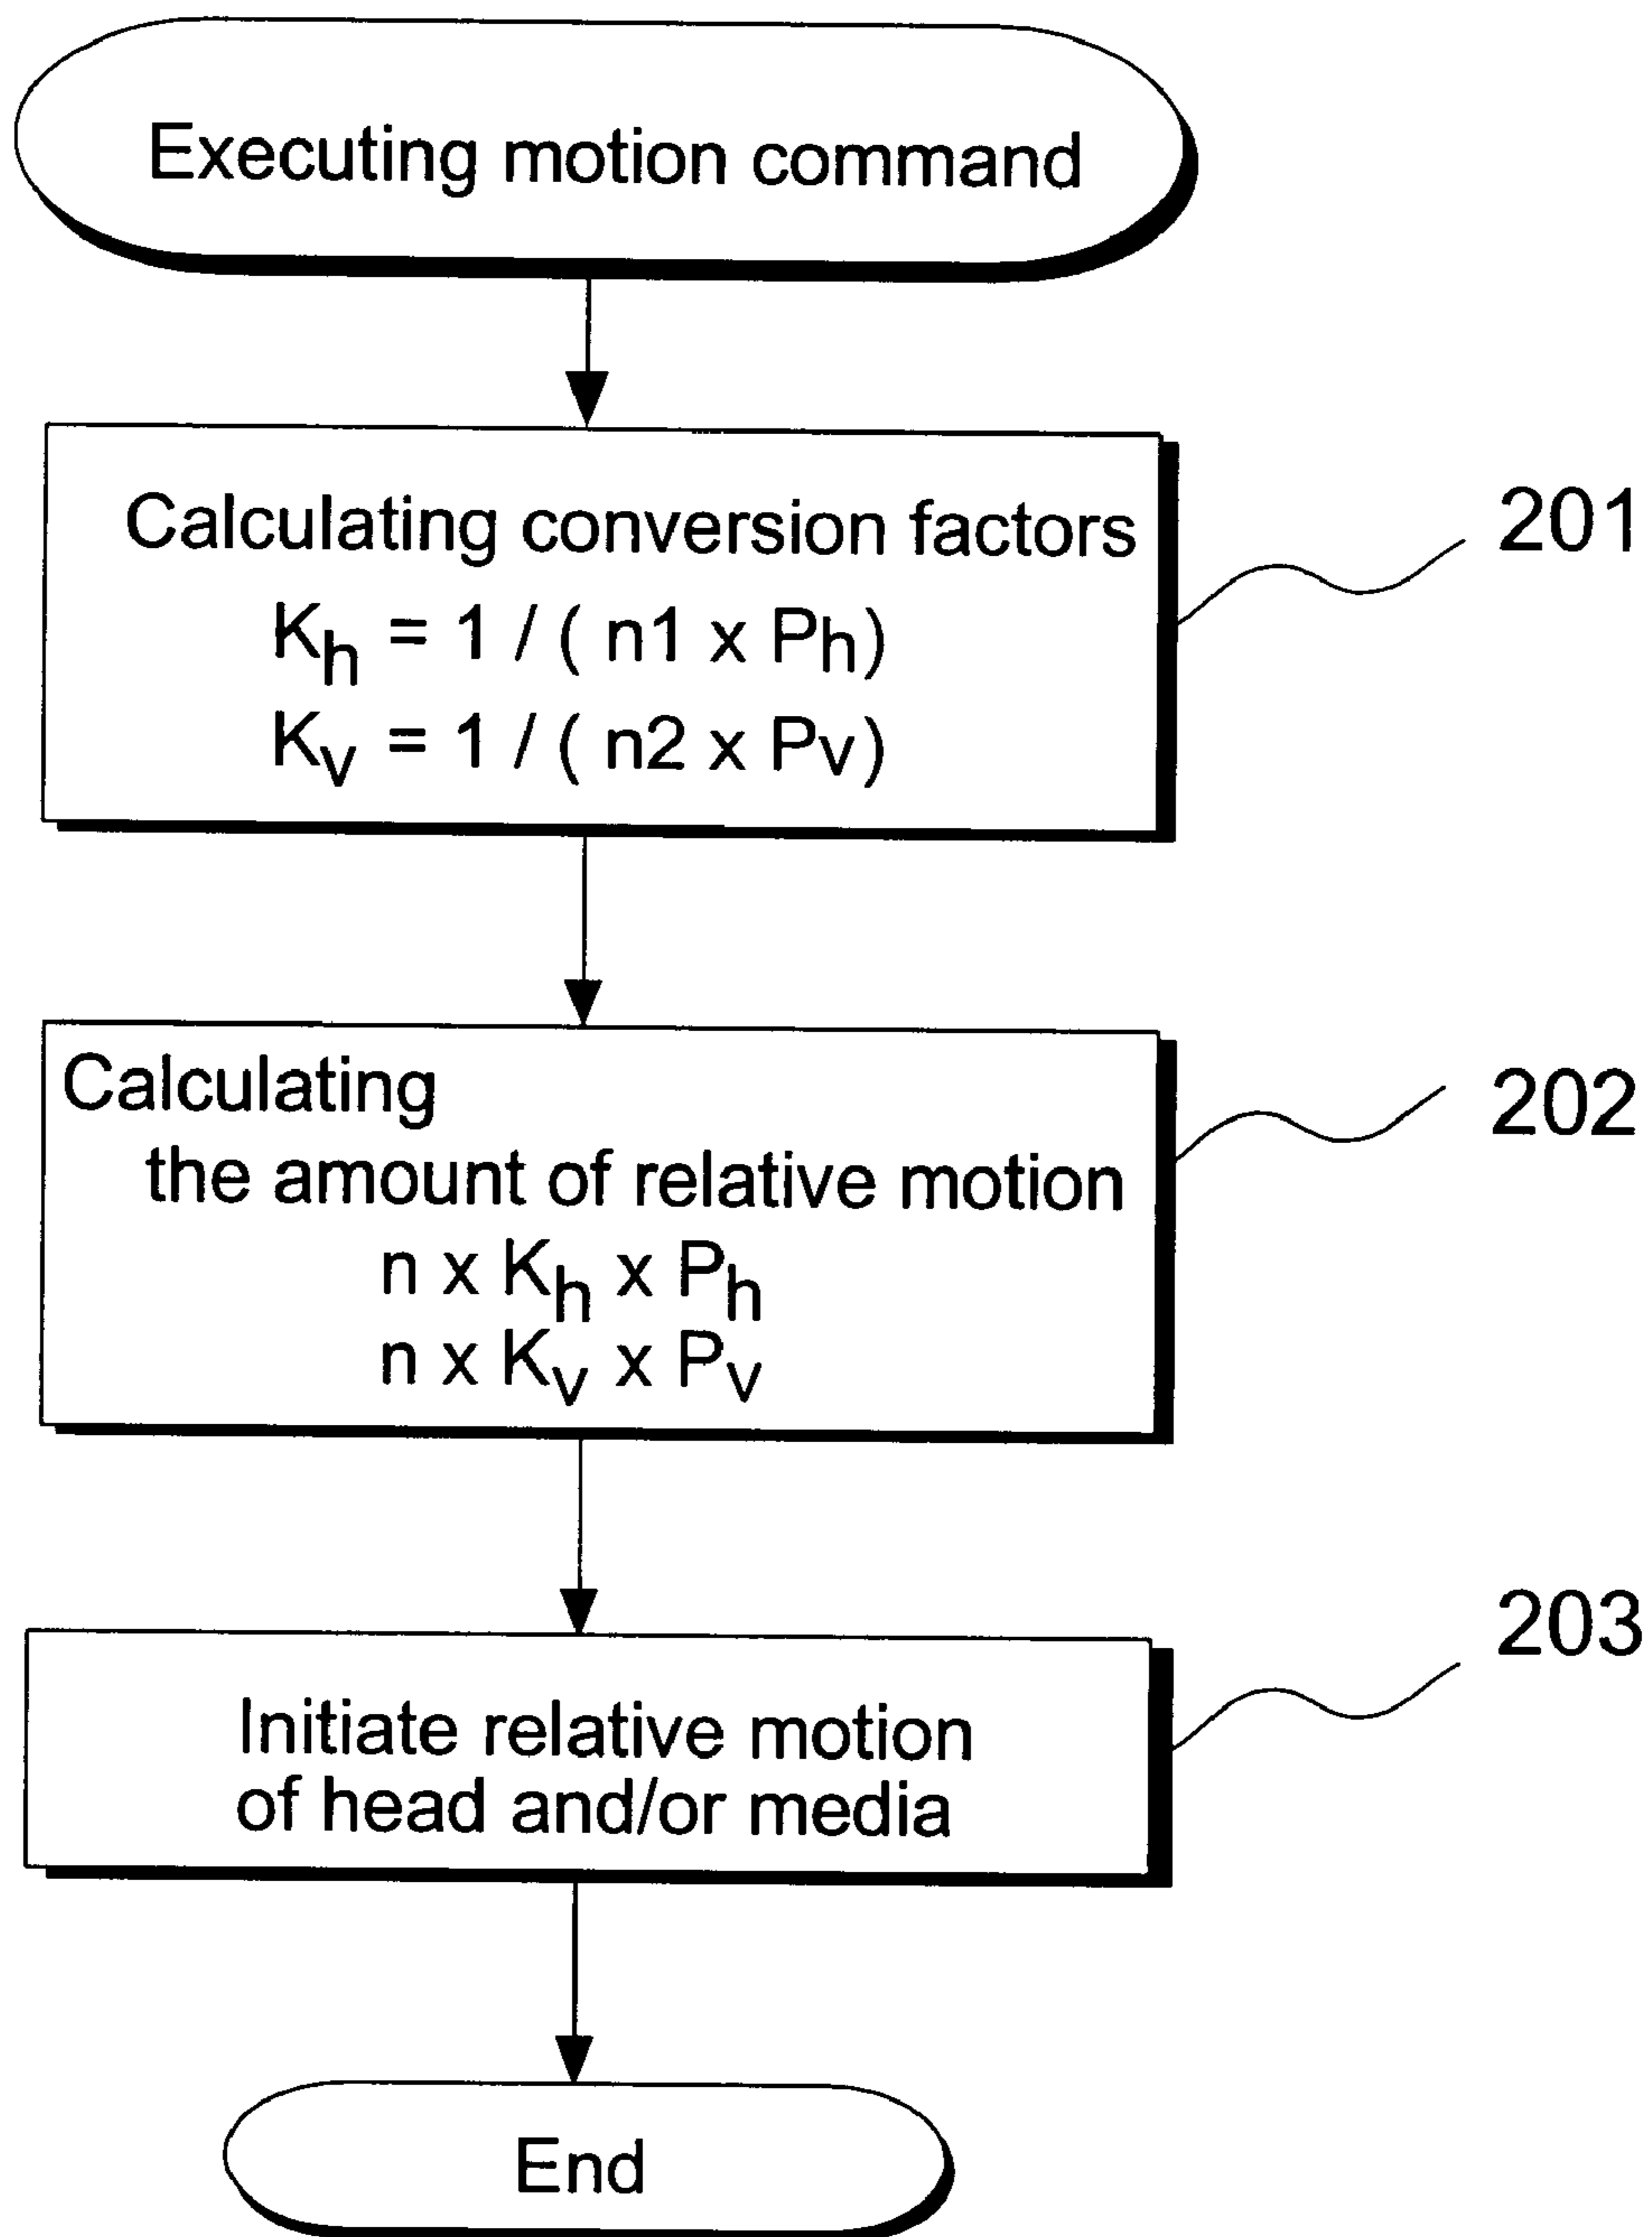 Executing motion command
Calculating conversion factors
Kh = 1 / ( n1 x Ph)
Kv = 1 / ( n2 x Pv)
201
Calculating
the amount of relative motion
n x Kh x Ph
n x Kv x Pv
202
Initiate relative motion
of head and/or media
203
End